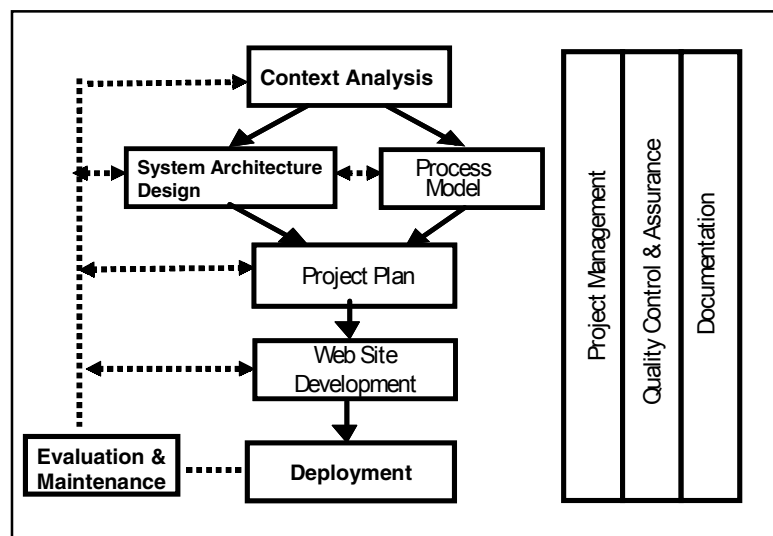 Context Analysis
System Architecture
Design
Process
Model
Project Plan
Web Site
Development
Evaluation &
Maintenance
Deployment
Project Management
Quality Control & Assurance
Documentation